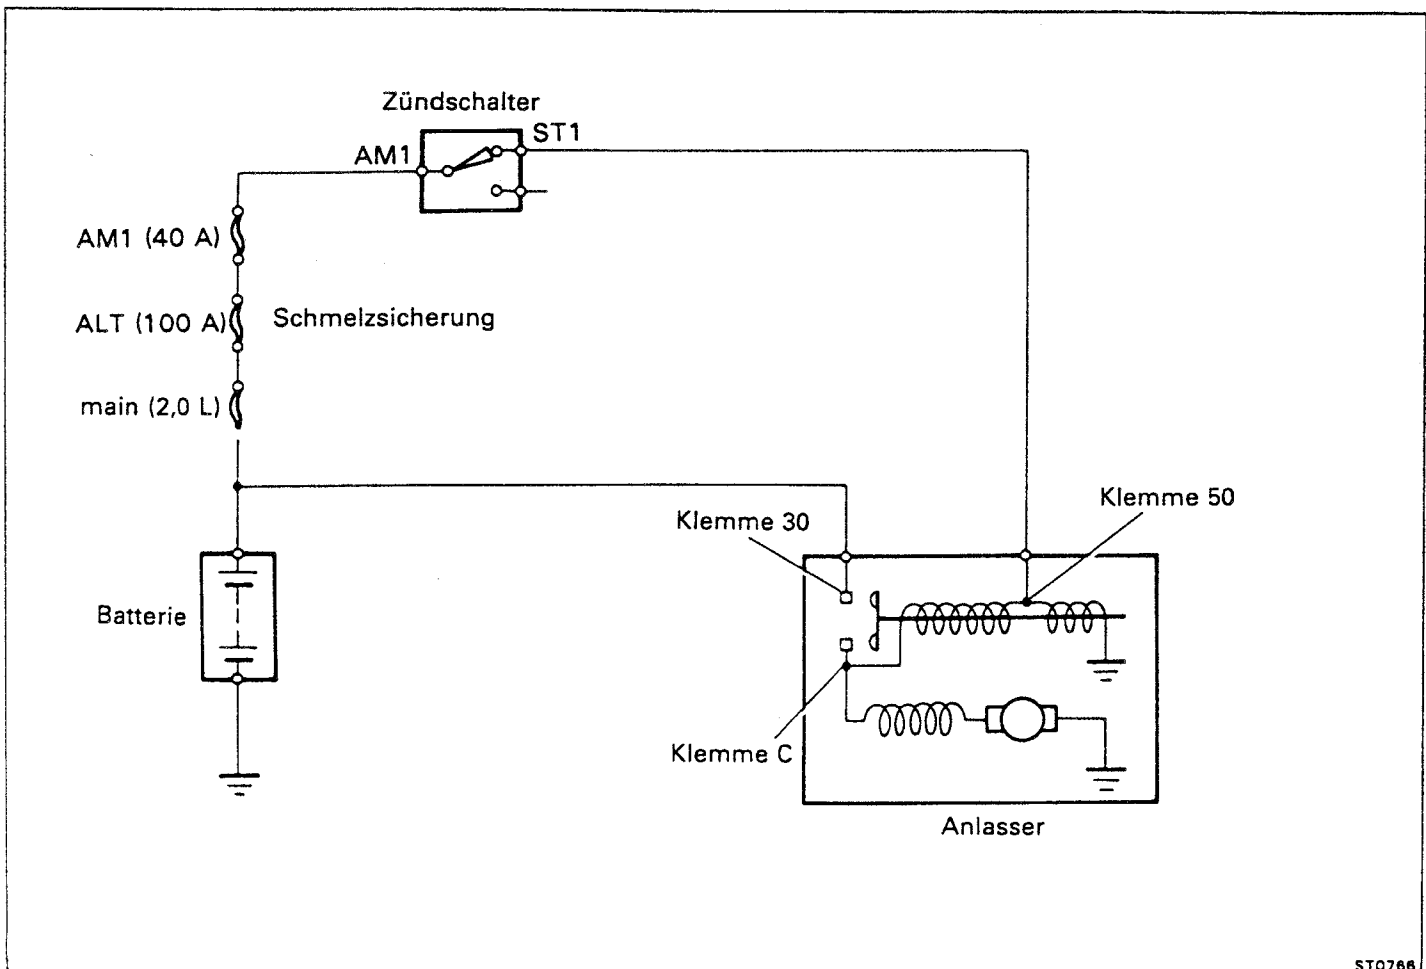 Zündschalter
ST1
AM1
AM1 (40 A)
ALT (100 A)
Schmelzsicherung
main (2,0 L)
Klemme 50
Klemme 30
Batterie
Klemme C
Anlasser
ST0766